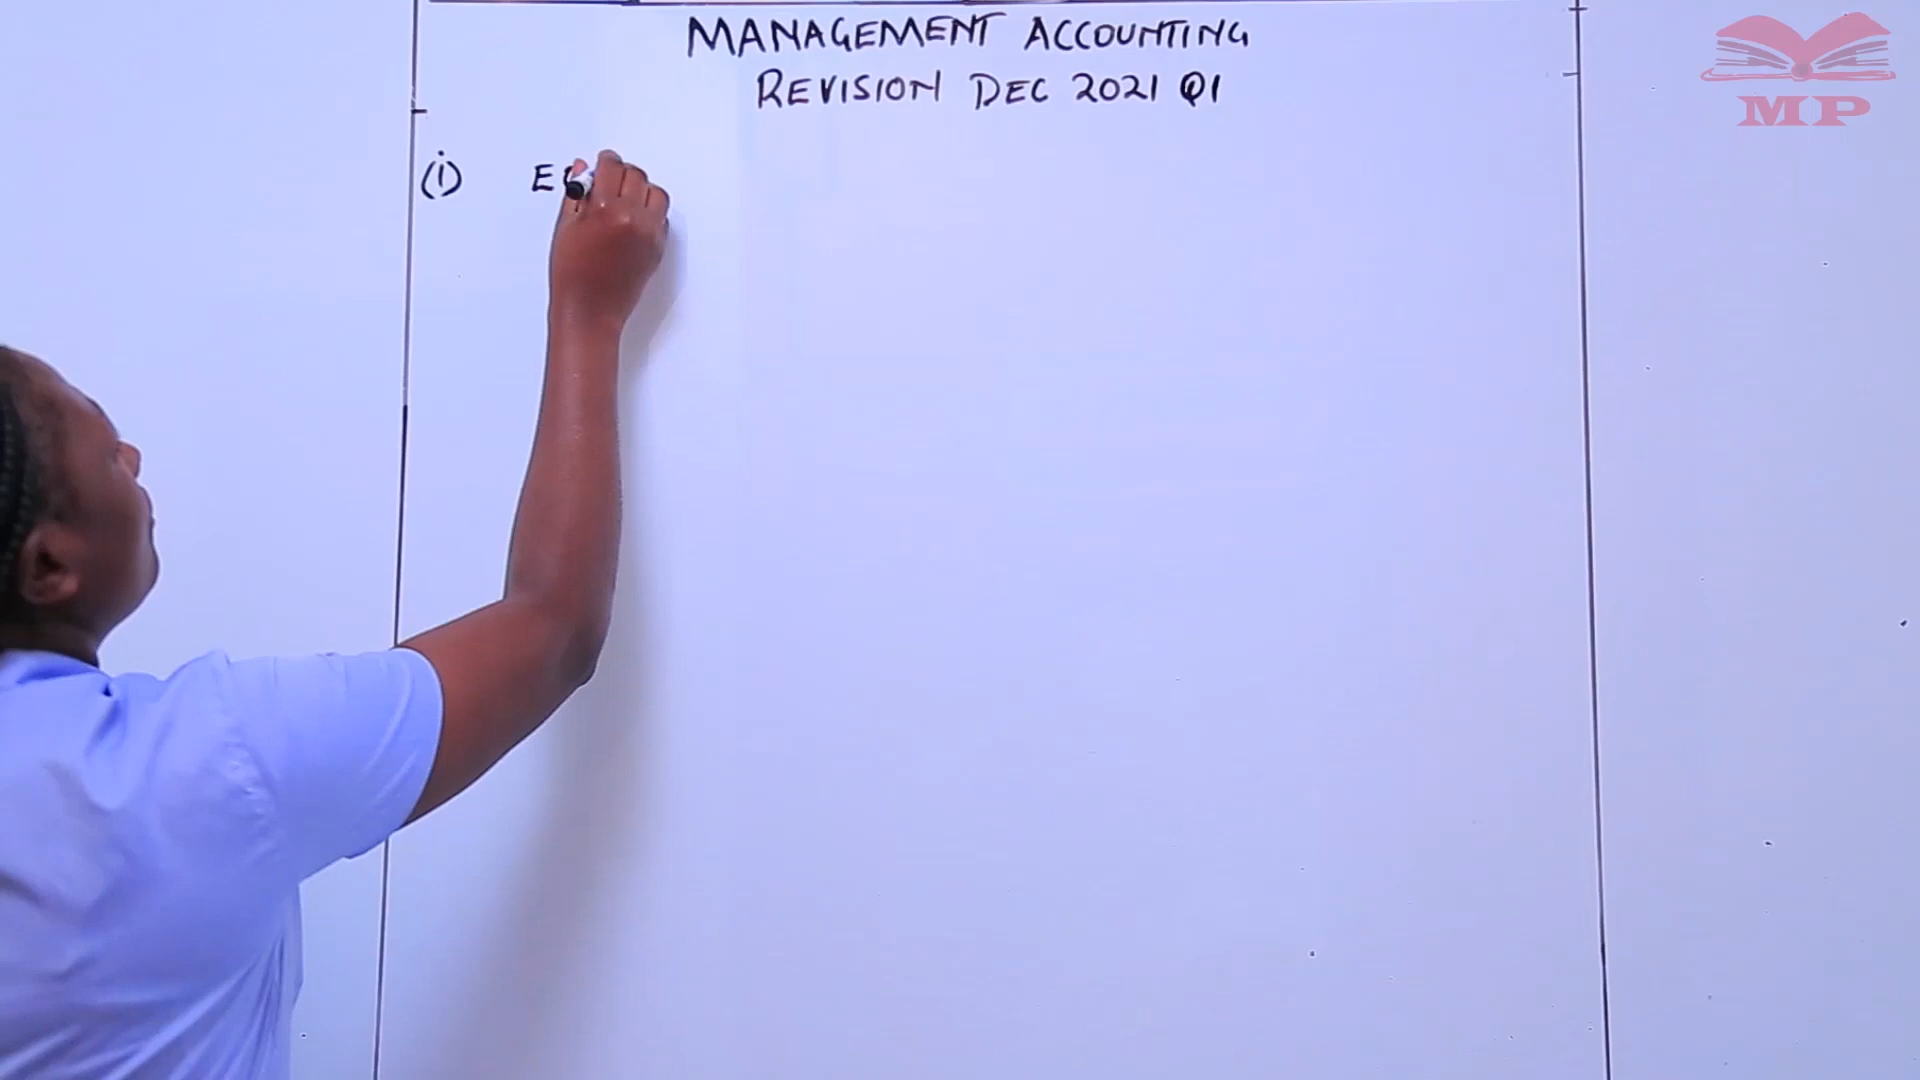 MANAGEMENT ACCOUNTING
REVISION DEC 2021 Q1
(i) E
MP